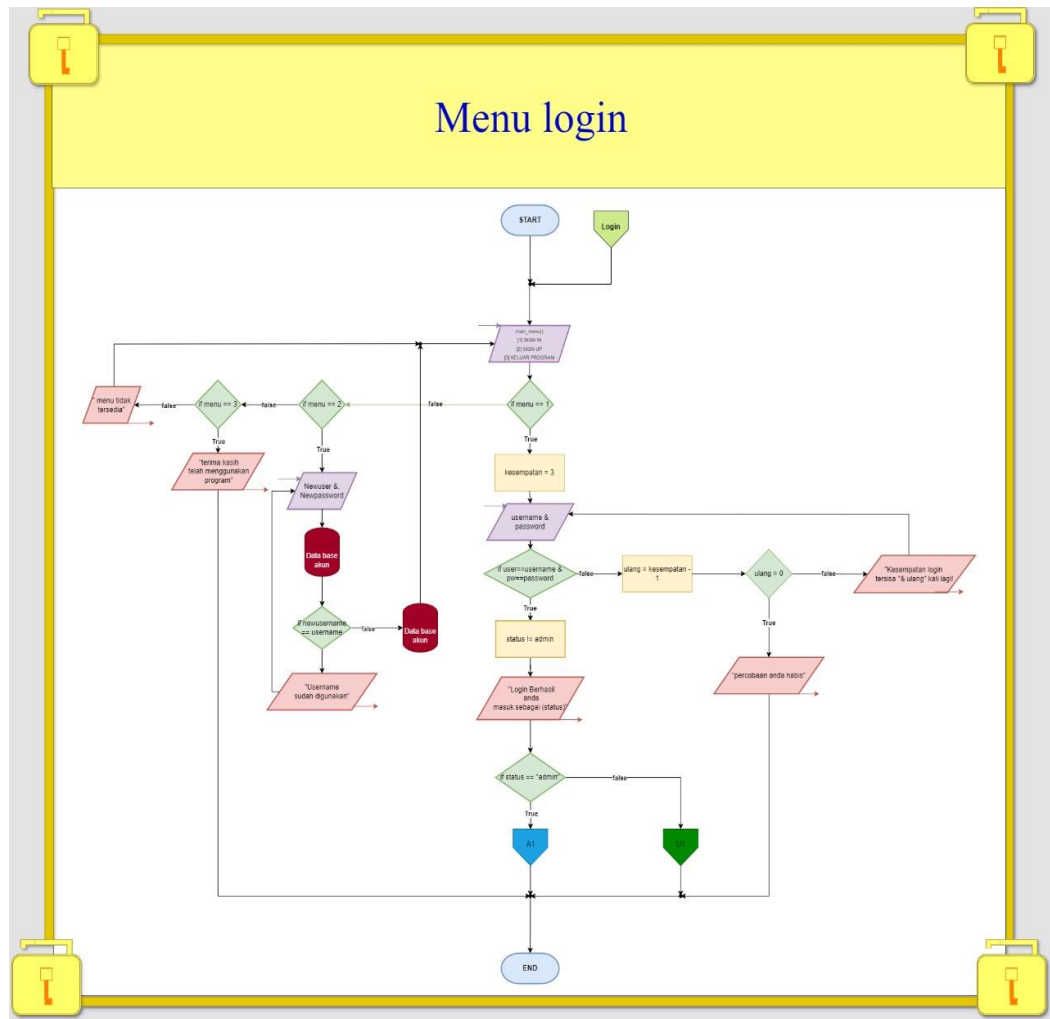 Menu login
START
Login
main_menu()
[1] SIGN IN
[2] SIGN UP
[3] KELUAR PROGRAM
" menu tidak
tersedia"
false
if menu == 3
false
if menu == 2
false
if menu == 1
True
True
True
"terima kasih
telah menggunakan
program"
Newuser &,
Newpassword
kesempatan = 3
username &
password
Data base
akun
if user==username &
pw==password
false
ulang = kesempatan -
1
ulang = 0
false
"Kesempatan login
tersisa "& ulang" kali lagi!
True
True
if newusername
== username
false
Data base
akun
status != admin
"Username
sudah digunakan"
"Login Berhasil
anda
masuk sebagai (status)"
"percobaan anda habis"
if status == "admin"
false
True
A1
U1
END